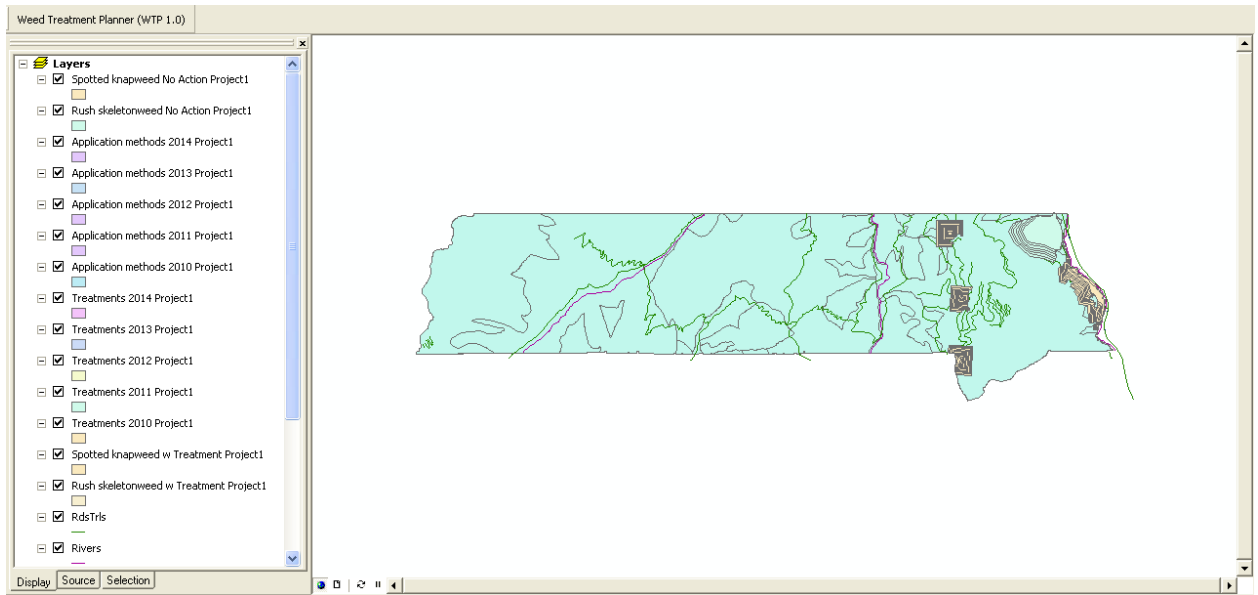 Weed Treatment Planner (WTP 1.0)
Layers
Spotted knapweed No Action Project1
Rush skeletonweed No Action Project1
Application methods 2014 Project1
Application methods 2013 Project1
Application methods 2012 Project1
Application methods 2011 Project1
Application methods 2010 Project1
Treatments 2014 Project1
Treatments 2013 Project1
Treatments 2012 Project1
Treatments 2011 Project1
Treatments 2010 Project1
Spotted knapweed w Treatment Project1
Rush skeletonweed w Treatment Project1
RdsTrls
Rivers
Display Source Selection